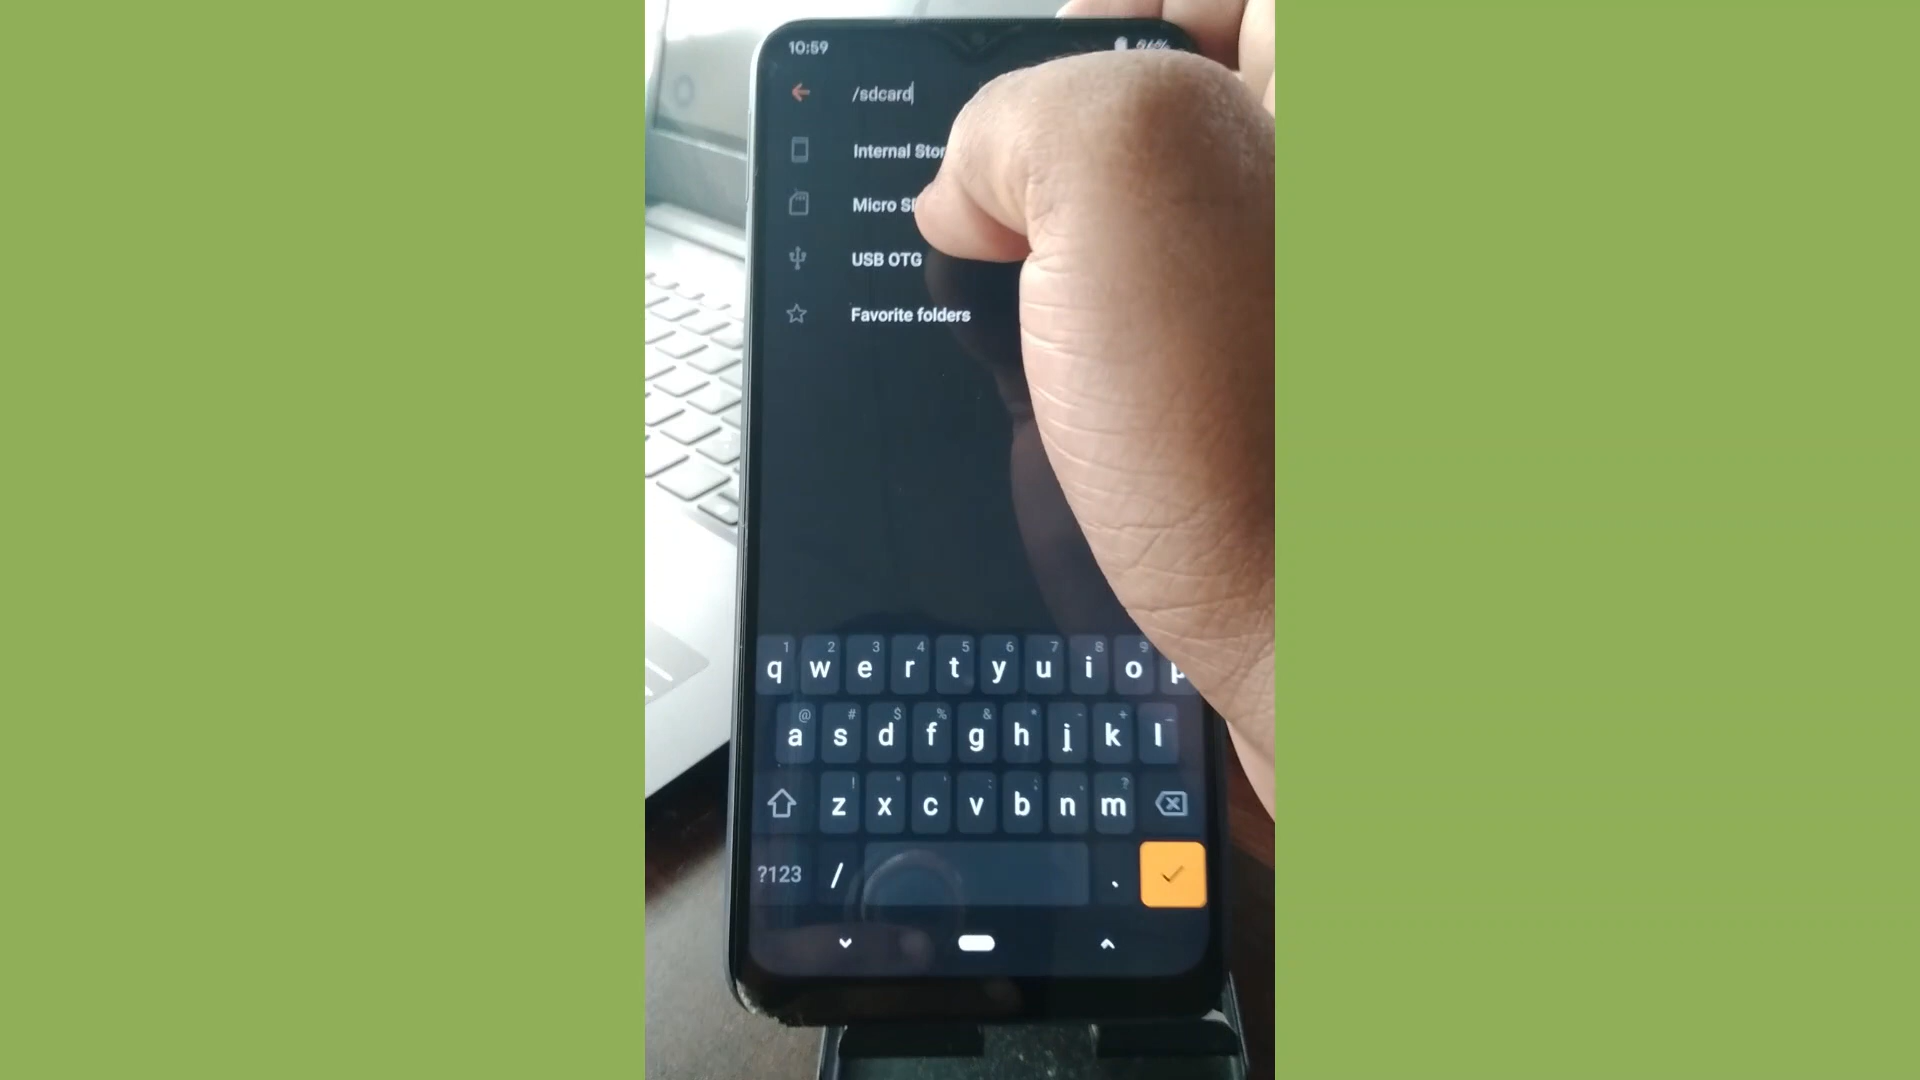 10:59
/sdcard
Internal
Micro
USB OTG
Favorite folders
1 2 3 4 5 6 7 8 9
q w e r t y u i o p
@ # $ % & * - +
a s d f g h j k l
! ?
z x c v b n m
?123 / .